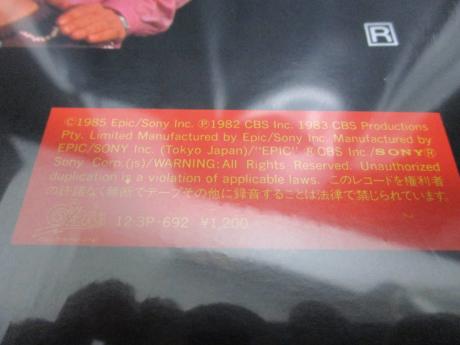 R
©1985 Epic/Sony Inc. ℗1982 CBS Inc. 1983 CBS Productions
Pty. Limited Manufactured by Epic/Sony Inc. Manufactured by
EPIC/SONY Inc. (Tokyo Japan)/"EPIC" ® CBS Inc./SONY®
Sony Corp.(js)/WARNING:All Rights Reserved. Unauthorized
duplication is a violation of applicable laws. このレコードを権利者
の許諾なく無断でテープその他に録音することは法律で禁じられています。
12·3P-692 ¥1,200